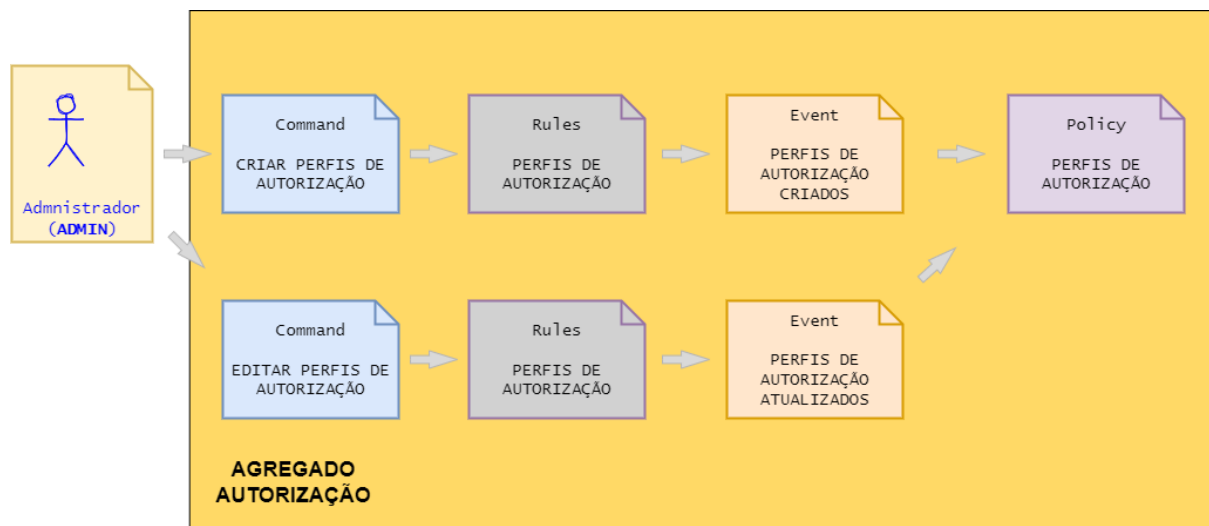 Admnistrador
(ADMIN)
Command
CRIAR PERFIS DE
AUTORIZAÇÃO
Rules
PERFIS DE
AUTORIZAÇÃO
Event
PERFIS DE
AUTORIZAÇÃO
CRIADOS
Policy
PERFIS DE
AUTORIZAÇÃO
Command
EDITAR PERFIS DE
AUTORIZAÇÃO
Rules
PERFIS DE
AUTORIZAÇÃO
Event
PERFIS DE
AUTORIZAÇÃO
ATUALIZADOS
AGREGADO
AUTORIZAÇÃO